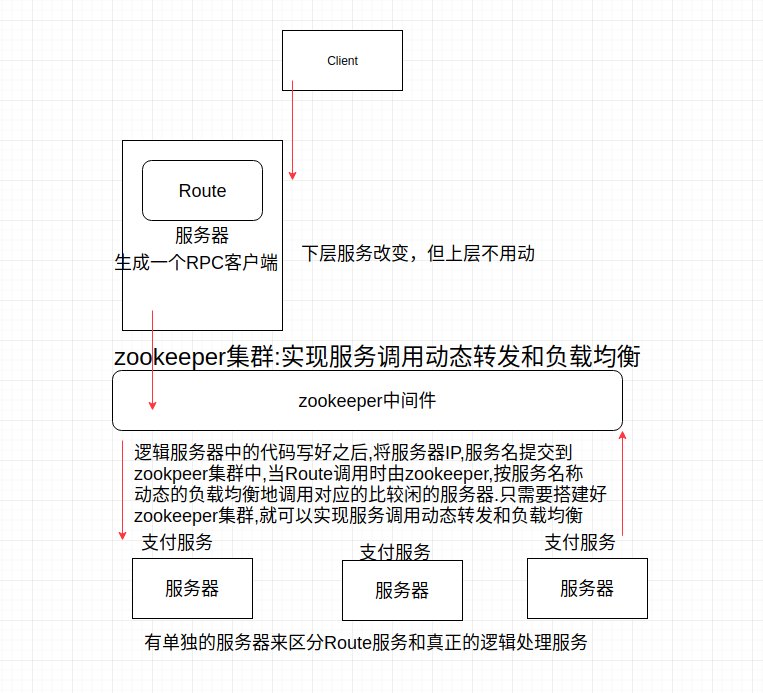 Client
Route
服务器
生成一个RPC客户端
下层服务改变，但上层不用动
zookeeper集群:实现服务调用动态转发和负载均衡
zookeeper中间件
逻辑服务器中的代码写好之后,将服务器IP,服务名提交到
zookpeer集群中,当Route调用时由zookeeper,按服务名称
动态的负载均衡地调用对应的比较闲的服务器.只需要搭建好
zookeeper集群,就可以实现服务调用动态转发和负载均衡
支付服务
支付服务
支付服务
服务器
服务器
服务器
有单独的服务器来区分Route服务和真正的逻辑处理服务